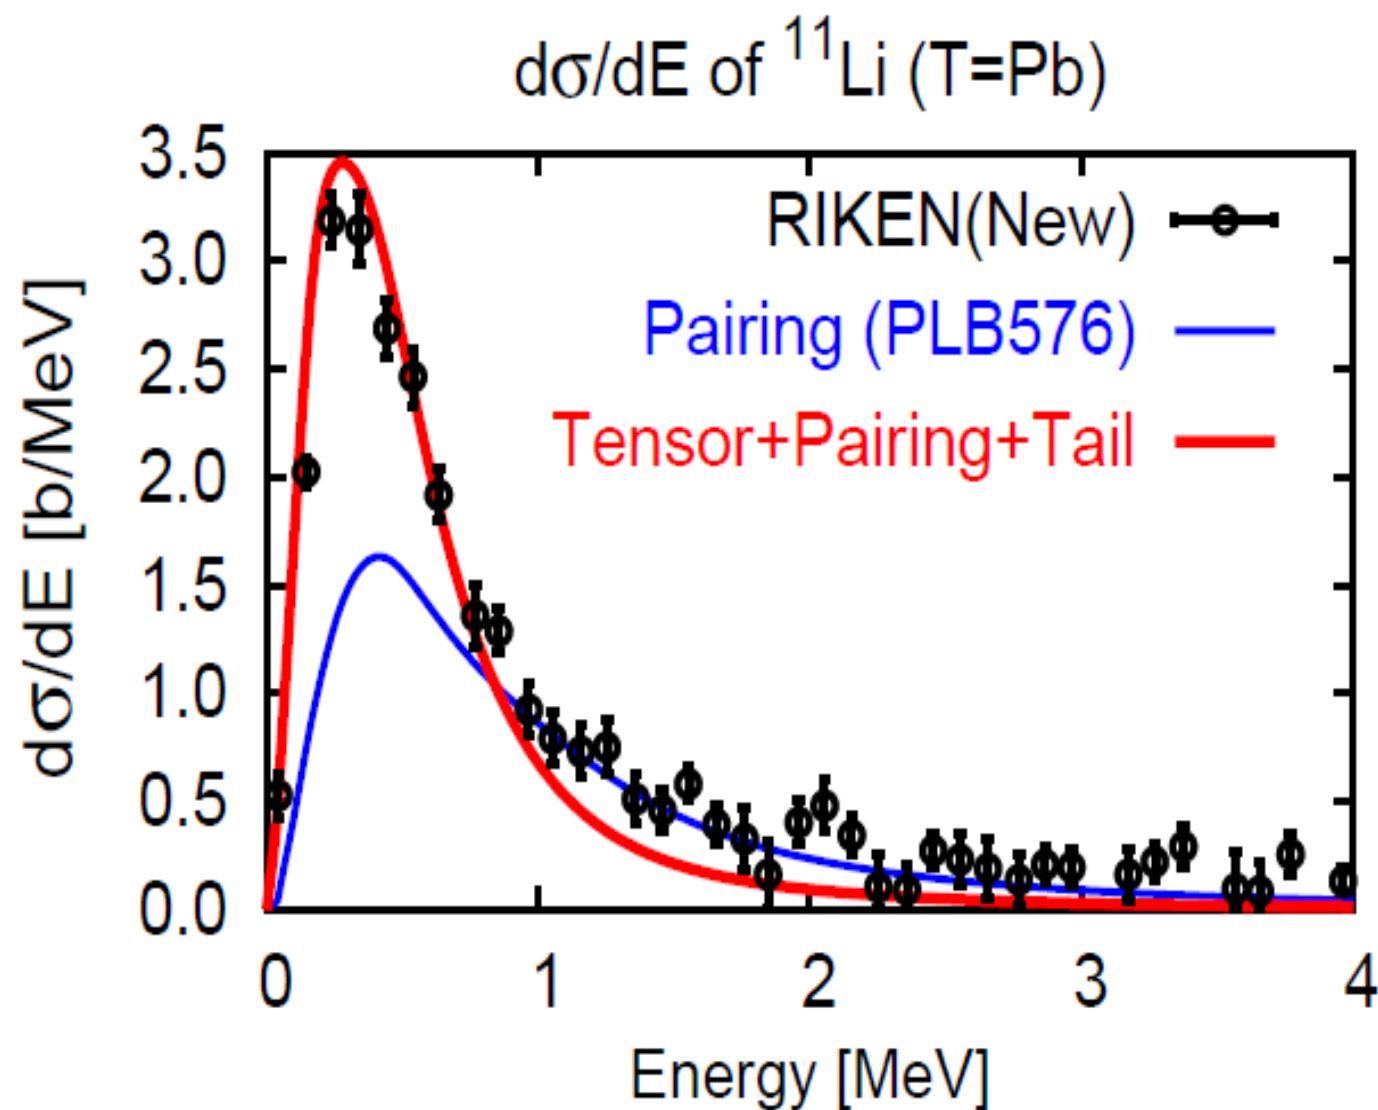 dσ/dE of ¹¹Li (T=Pb)
3.5
3.0
2.5
2.0
1.5
1.0
0.5
0.0
dσ/dE [b/MeV]
RIKEN(New)
Pairing (PLB576)
Tensor+Pairing+Tail
0 1 2 3 4
Energy [MeV]